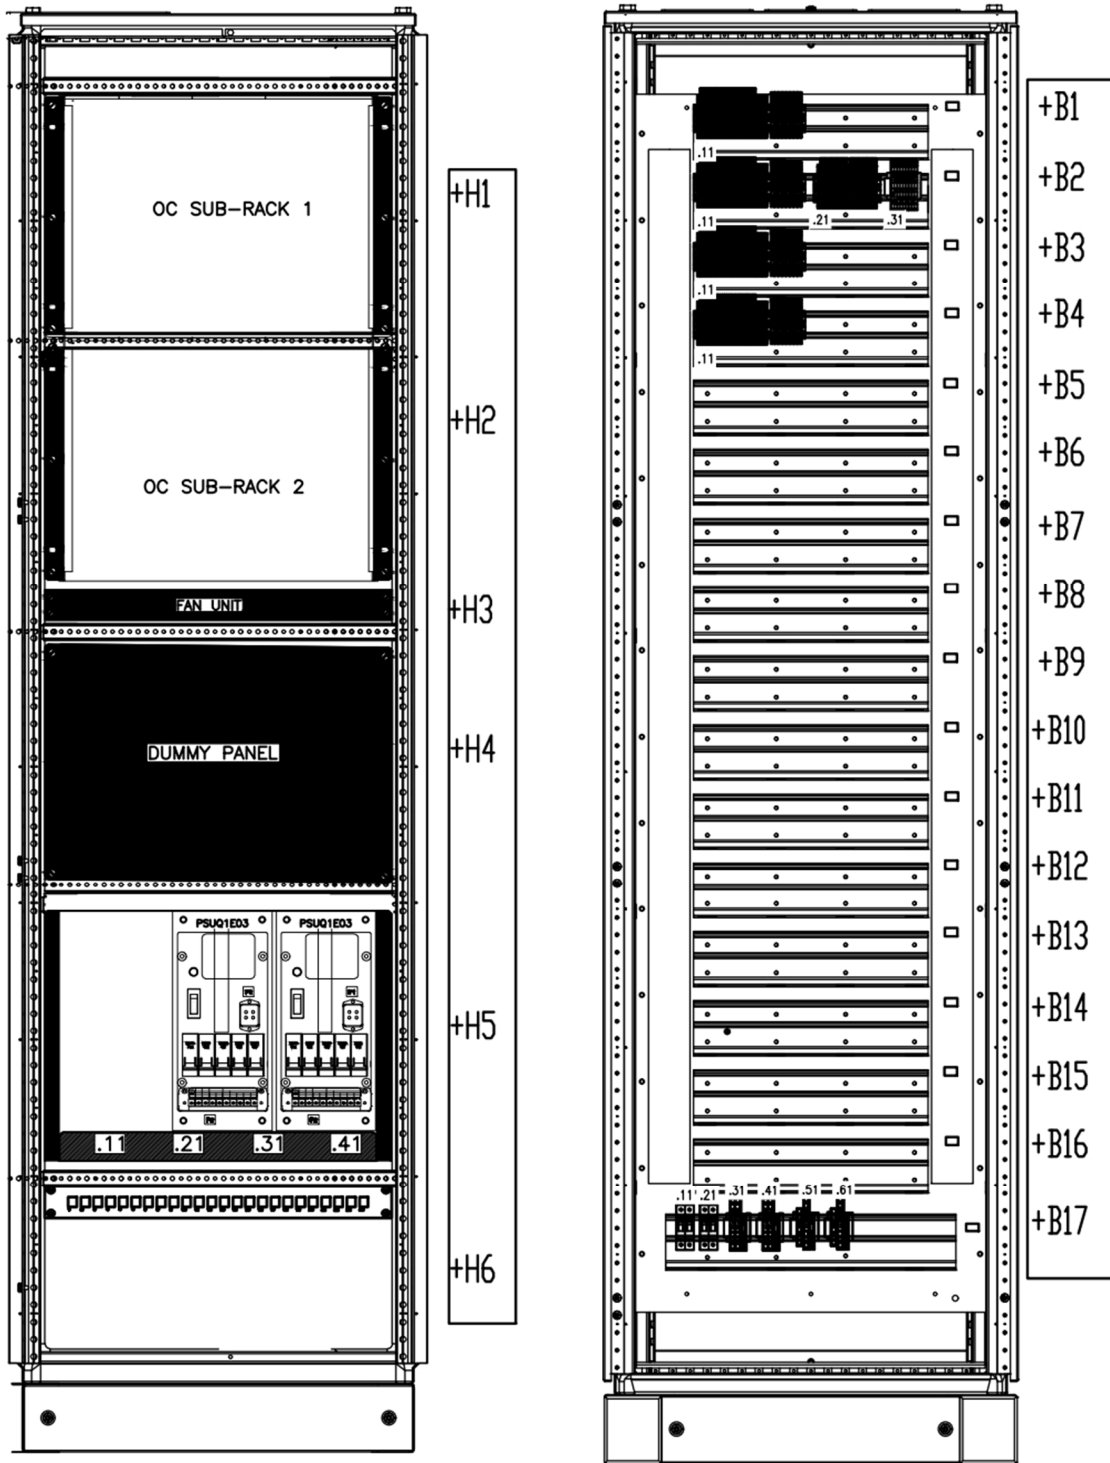 OC SUB-RACK 1
OC SUB-RACK 2
FAN UNIT
DUMMY PANEL
PSUQ1E03 PSUQ1E03
.11 .21 .31 .41
+H1
+H2
+H3
+H4
+H5
+H6
.11
.11 .21 .31
.11
.11
.11 .21 .31 .41 .51 .61
+B1
+B2
+B3
+B4
+B5
+B6
+B7
+B8
+B9
+B10
+B11
+B12
+B13
+B14
+B15
+B16
+B17